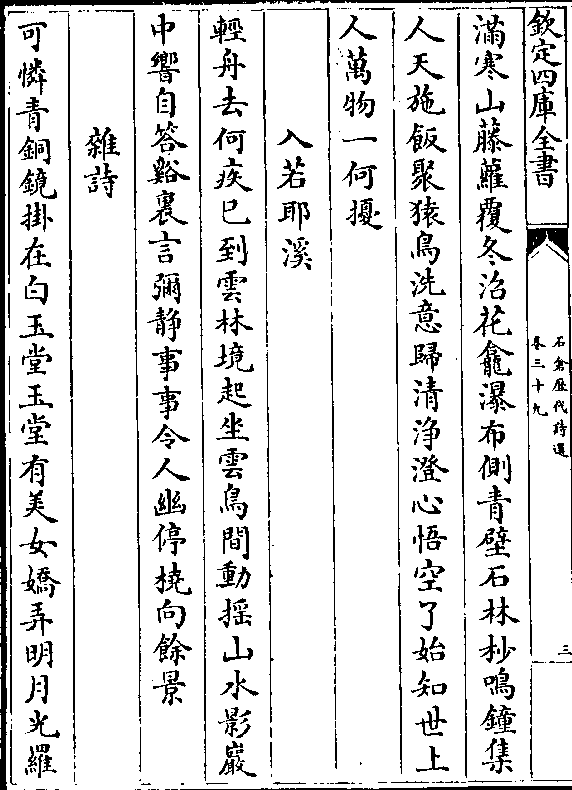 欽定四庫全書
石倉歷代詩選
卷三十九
三
滿寒山藤蘿覆冬沼花龕瀑布側青壁石林杪鳴鐘集
人天施飯聚猿鳥洗意歸清浄澄心悟空了始知世上
人萬物一何擾
入若耶溪
輕舟去何疾已到雲林境起坐雲鳥間動揺山水影巖
中響自答谿裏言彌静事事令人幽停橈向餘景
雜詩
可憐青銅鏡掛在白玉堂玉堂有美女嬌弄明月光羅